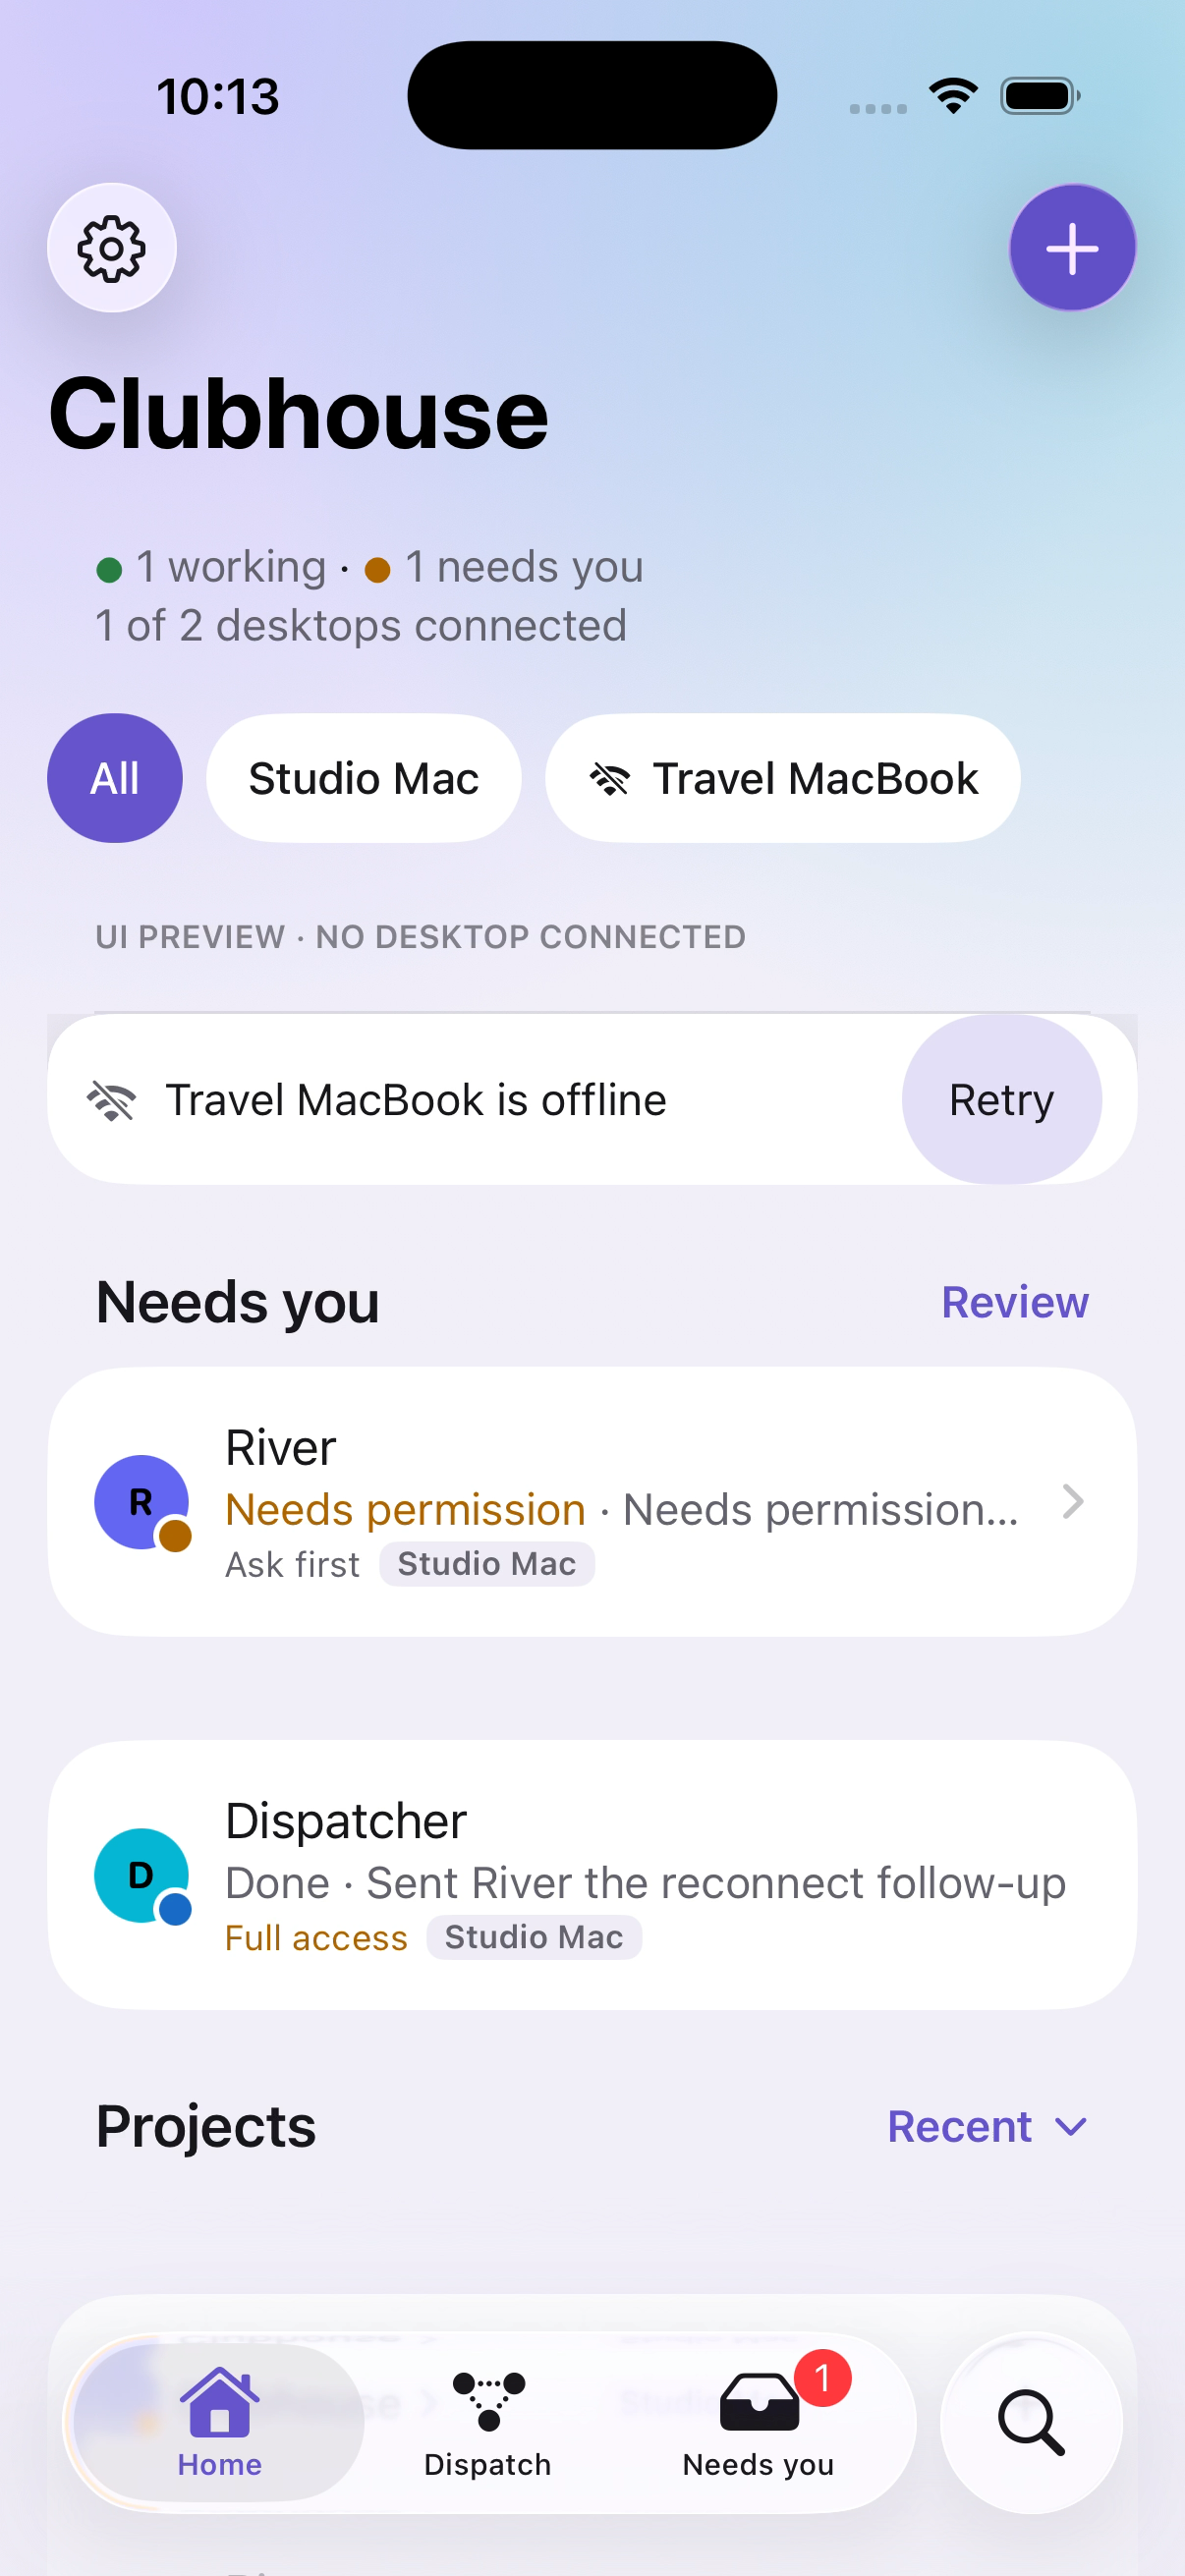 10:13
Clubhouse
1 working · 1 needs you
1 of 2 desktops connected
All
Studio Mac
Travel MacBook
UI PREVIEW · NO DESKTOP CONNECTED
Travel MacBook is offline
Retry
Needs you
Review
R
River
Needs permission · Needs permission...
Ask first
Studio Mac
D
Dispatcher
Done · Sent River the reconnect follow-up
Full access
Studio Mac
Projects
Recent
1
Home
Dispatch
Needs you